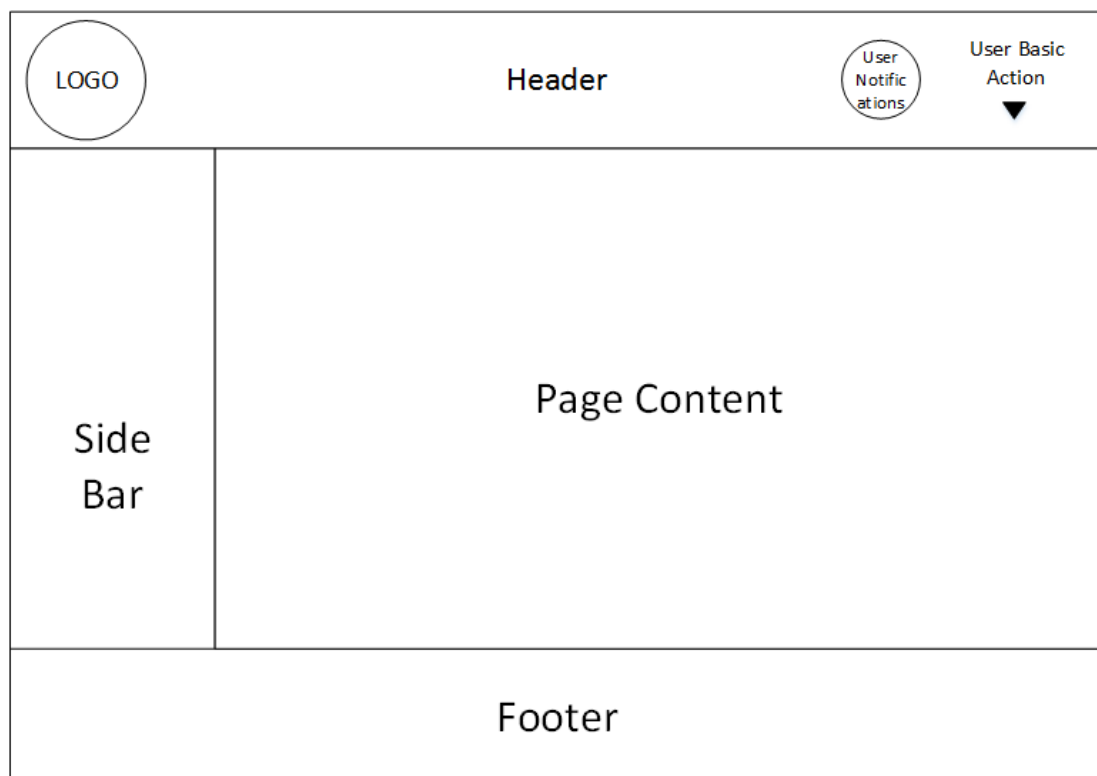 LOGO
Header
User
Notific
ations
User Basic
Action
Side
Bar
Page Content
Footer